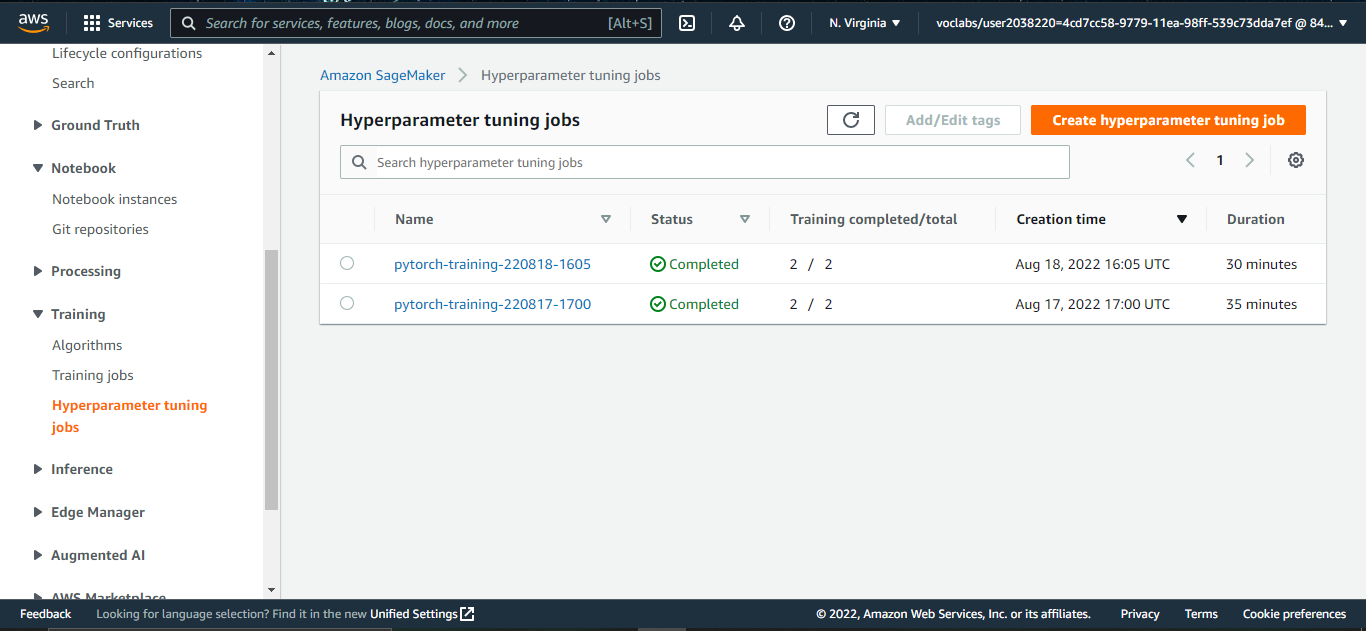 aws
Services
Search for services, features, blogs, docs, and more [Alt+S]
N. Virginia
voclabs/user2038220=4cd7cc58-9779-11ea-98ff-539c73dda7ef @ 84...
Lifecycle configurations
Search
Ground Truth
Notebook
Notebook instances
Git repositories
Processing
Training
Algorithms
Training jobs
Hyperparameter tuning
jobs
Inference
Edge Manager
Augmented AI
AWS Marketplace
Amazon SageMaker > Hyperparameter tuning jobs
Hyperparameter tuning jobs
Add/Edit tags
Create hyperparameter tuning job
Search hyperparameter tuning jobs
1
Name Status Training completed/total Creation time Duration
pytorch-training-220818-1605 Completed 2 / 2 Aug 18, 2022 16:05 UTC 30 minutes
pytorch-training-220817-1700 Completed 2 / 2 Aug 17, 2022 17:00 UTC 35 minutes
Feedback
Looking for language selection? Find it in the new Unified Settings
© 2022, Amazon Web Services, Inc. or its affiliates.
Privacy
Terms
Cookie preferences